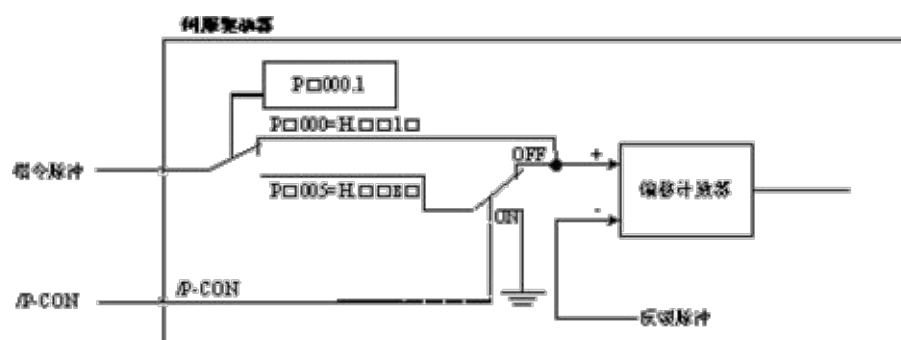 伺服驱动器
P□000.1
P□000=H.□□1□
指令脉冲
OFF
+
偏移计数器
P□005=H.□□B□
-
ON
/P-CON
/P-CON
反馈脉冲